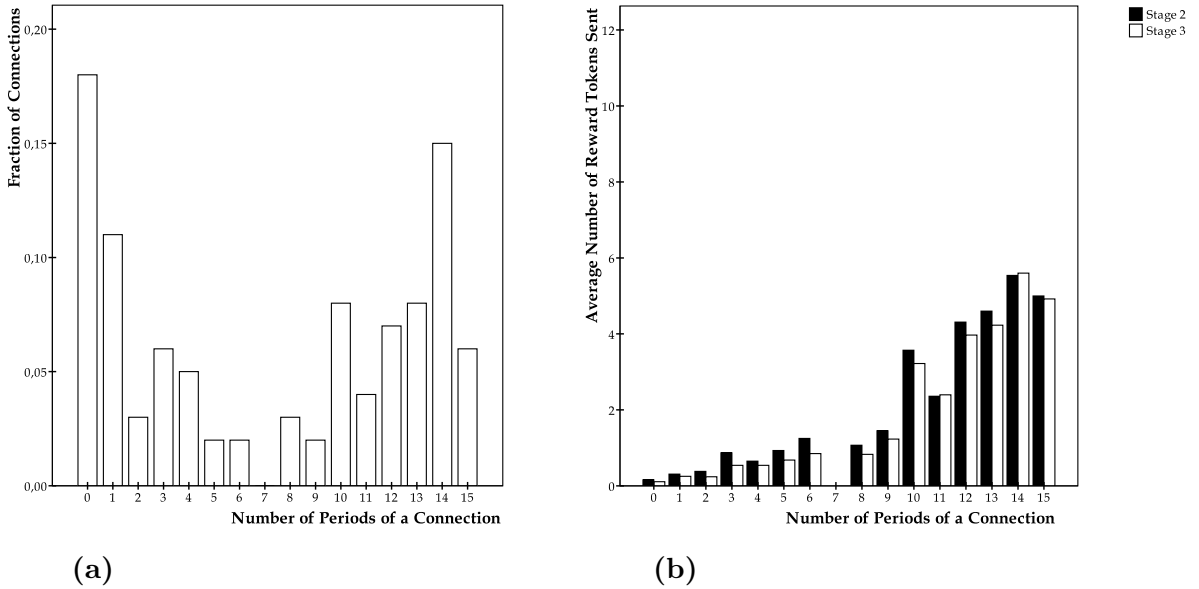 Fraction of Connections
0,20
0,15
0,10
0,05
0,00
0 1 2 3 4 5 6 7 8 9 10 11 12 13 14 15
Number of Periods of a Connection
(a)
Average Number of Reward Tokens Sent
12
10
8
6
4
2
0
0 1 2 3 4 5 6 7 8 9 10 11 12 13 14 15
Number of Periods of a Connection
(b)
Stage 2
Stage 3